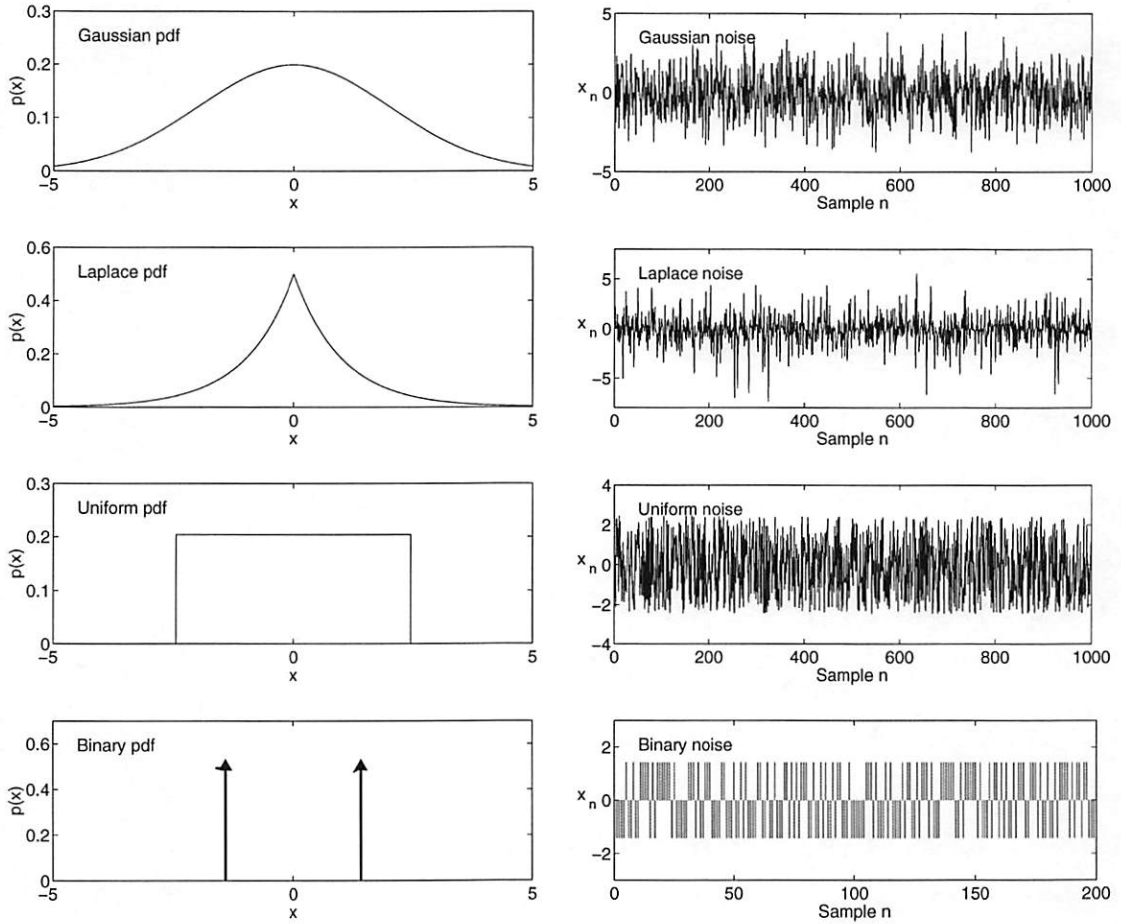 0.3
Gaussian pdf
0.2
p(x)
0.1
0
−5 0 5
x
5
Gaussian noise
x n 0
−5
0 200 400 600 800 1000
Sample n
0.6
Laplace pdf
0.4
p(x)
0.2
0
−5 0 5
x
Laplace noise
5
x n 0
−5
0 200 400 600 800 1000
Sample n
0.3
Uniform pdf
0.2
p(x)
0.1
0
−5 0 5
x
4
Uniform noise
2
x n 0
−2
−4
0 200 400 600 800 1000
Sample n
0.6
Binary pdf
0.4
p(x)
0.2
0
−5 0 5
x
2
Binary noise
x n 0
−2
0 50 100 150 200
Sample n